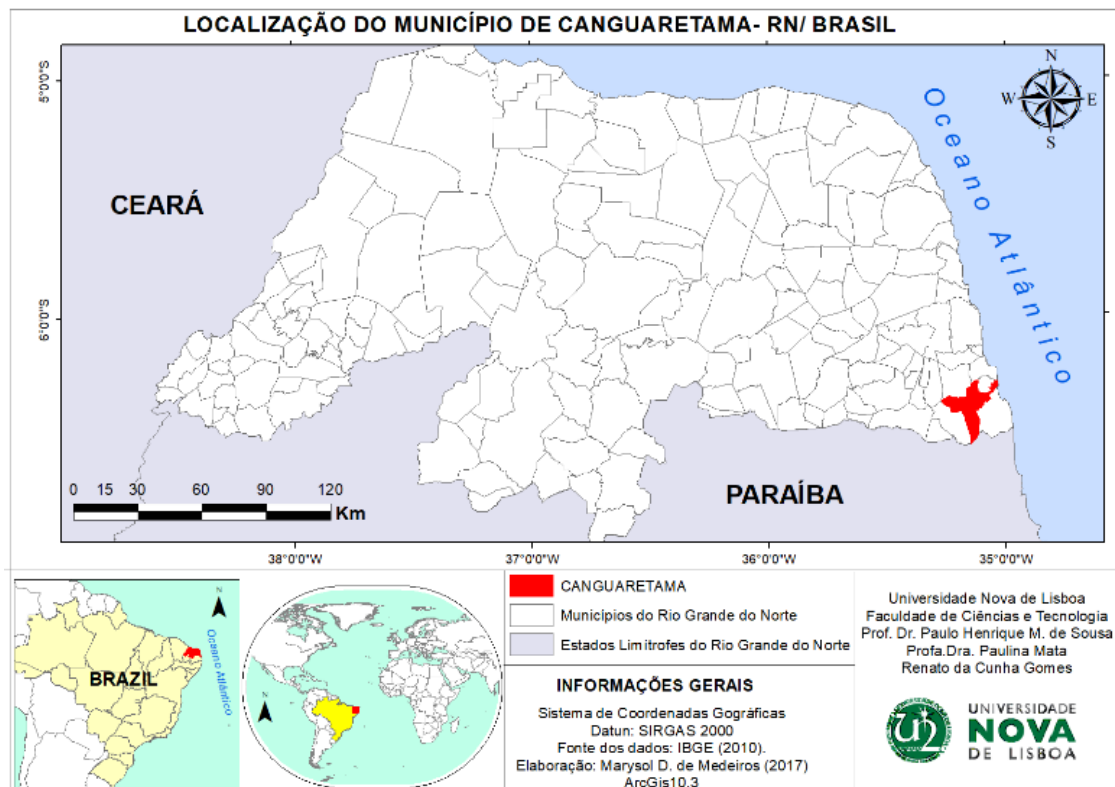 LOCALIZAÇÃO DO MUNICÍPIO DE CANGUARETAMA- RN/ BRASIL
5°0'0"S
6°0'0"S
CEARÁ
PARAÍBA
Oceano Atlântico
N
W E
S
0 15 30 60 90 120
Km
38°0'0"W 37°0'0"W 36°0'0"W 35°0'0"W
N
BRAZIL
Oceano Atlântico
N
CANGUARETAMA
Municípios do Rio Grande do Norte
Estados Limítrofes do Rio Grande do Norte
INFORMAÇÕES GERAIS
Sistema de Coordenadas Gográficas
Datun: SIRGAS 2000
Fonte dos dados: IBGE (2010).
Elaboração: Marysol D. de Medeiros (2017)
ArcGis10.3
Universidade Nova de Lisboa
Faculdade de Ciências e Tecnologia
Prof. Dr. Paulo Henrique M. de Sousa
Profa.Dra. Paulina Mata
Renato da Cunha Gomes
UNIVERSIDADE
NOVA
DE LISBOA